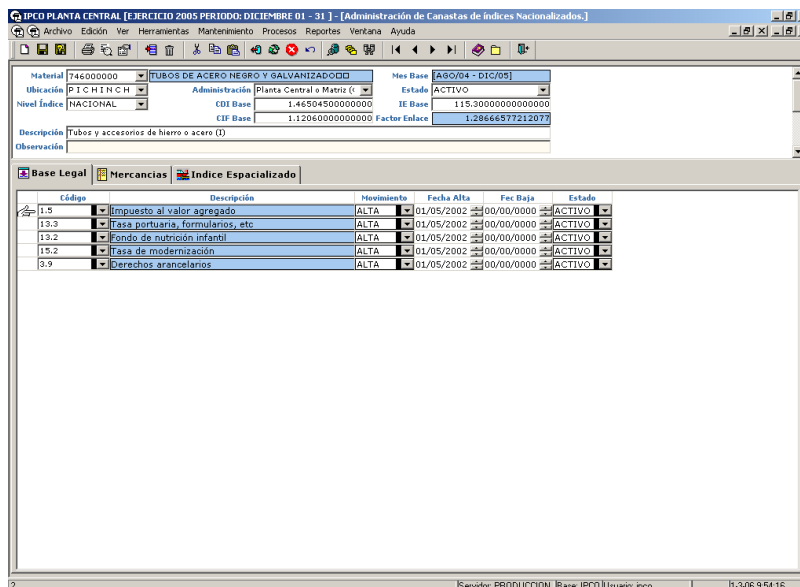 IPCO PLANTA CENTRAL [EJERCICIO 2005 PERIODO: DICIEMBRE 01 - 31 ] - [Administración de Canastas de índices Nacionalizados.]
Archivo Edición Ver Herramientas Mantenimiento Procesos Reportes Ventana Ayuda
Material 746000000 TUBOS DE ACERO NEGRO Y GALVANIZADO Mes Base [AGO/04 - DIC/05]
Ubicación PICHINCH Administración Planta Central o Matriz ( Estado ACTIVO
Nivel Índice NACIONAL CDI Base 1.46504500000000 IE Base 115.30000000000000
CIF Base 1.12060000000000 Factor Enlace 1.28666577212077
Descripción Tubos y accesorios de hierro o acero (I)
Observación
Base Legal Mercancias Indice Espacializado
Código Descripción Movimiento Fecha Alta Fec Baja Estado
1.5 Impuesto al valor agregado ALTA 01/05/2002 00/00/0000 ACTIVO
13.3 Tasa portuaria, formularios, etc ALTA 01/05/2002 00/00/0000 ACTIVO
13.2 Fondo de nutrición infantil ALTA 01/05/2002 00/00/0000 ACTIVO
15.2 Tasa de modernización ALTA 01/05/2002 00/00/0000 ACTIVO
3.9 Derechos arancelarios ALTA 01/05/2002 00/00/0000 ACTIVO
? Servidor: PRODUCCION Base: IPCO Usuario: ipco 1-3-06 9:54:16